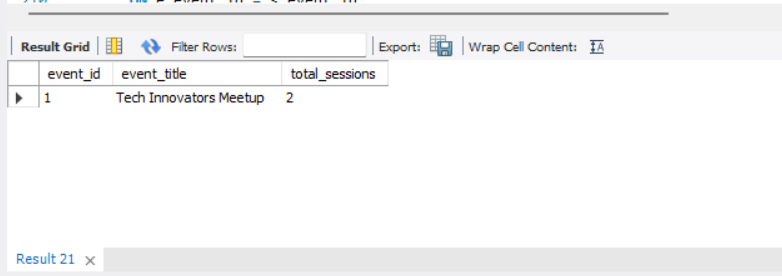 Result Grid Filter Rows: Export: Wrap Cell Content:
event_id event_title total_sessions
1 Tech Innovators Meetup 2
Result 21